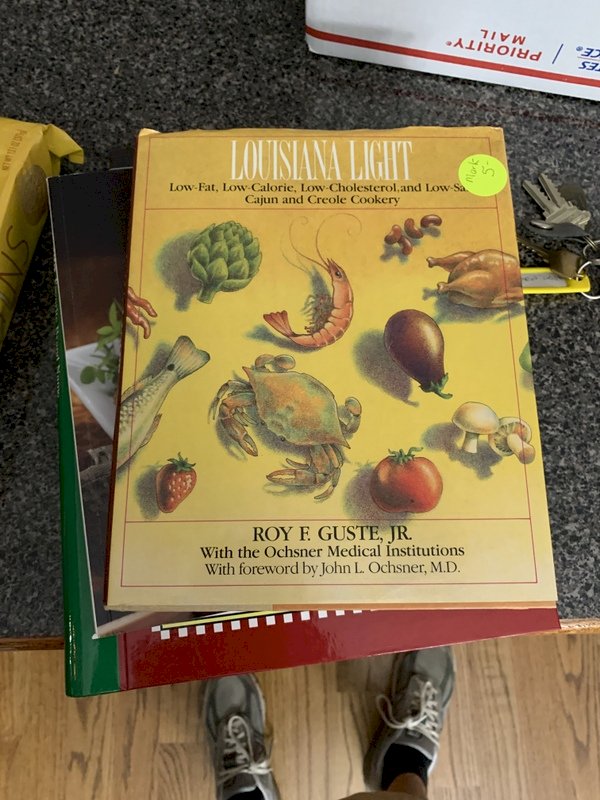 PRIORITY®
MAIL
LOUISIANA LIGHT
Low-Fat, Low-Calorie, Low-Cholesterol, and Low-Sa
Cajun and Creole Cookery
Mark
5-
ROY F. GUSTE, JR.
With the Ochsner Medical Institutions
With foreword by John L. Ochsner, M.D.